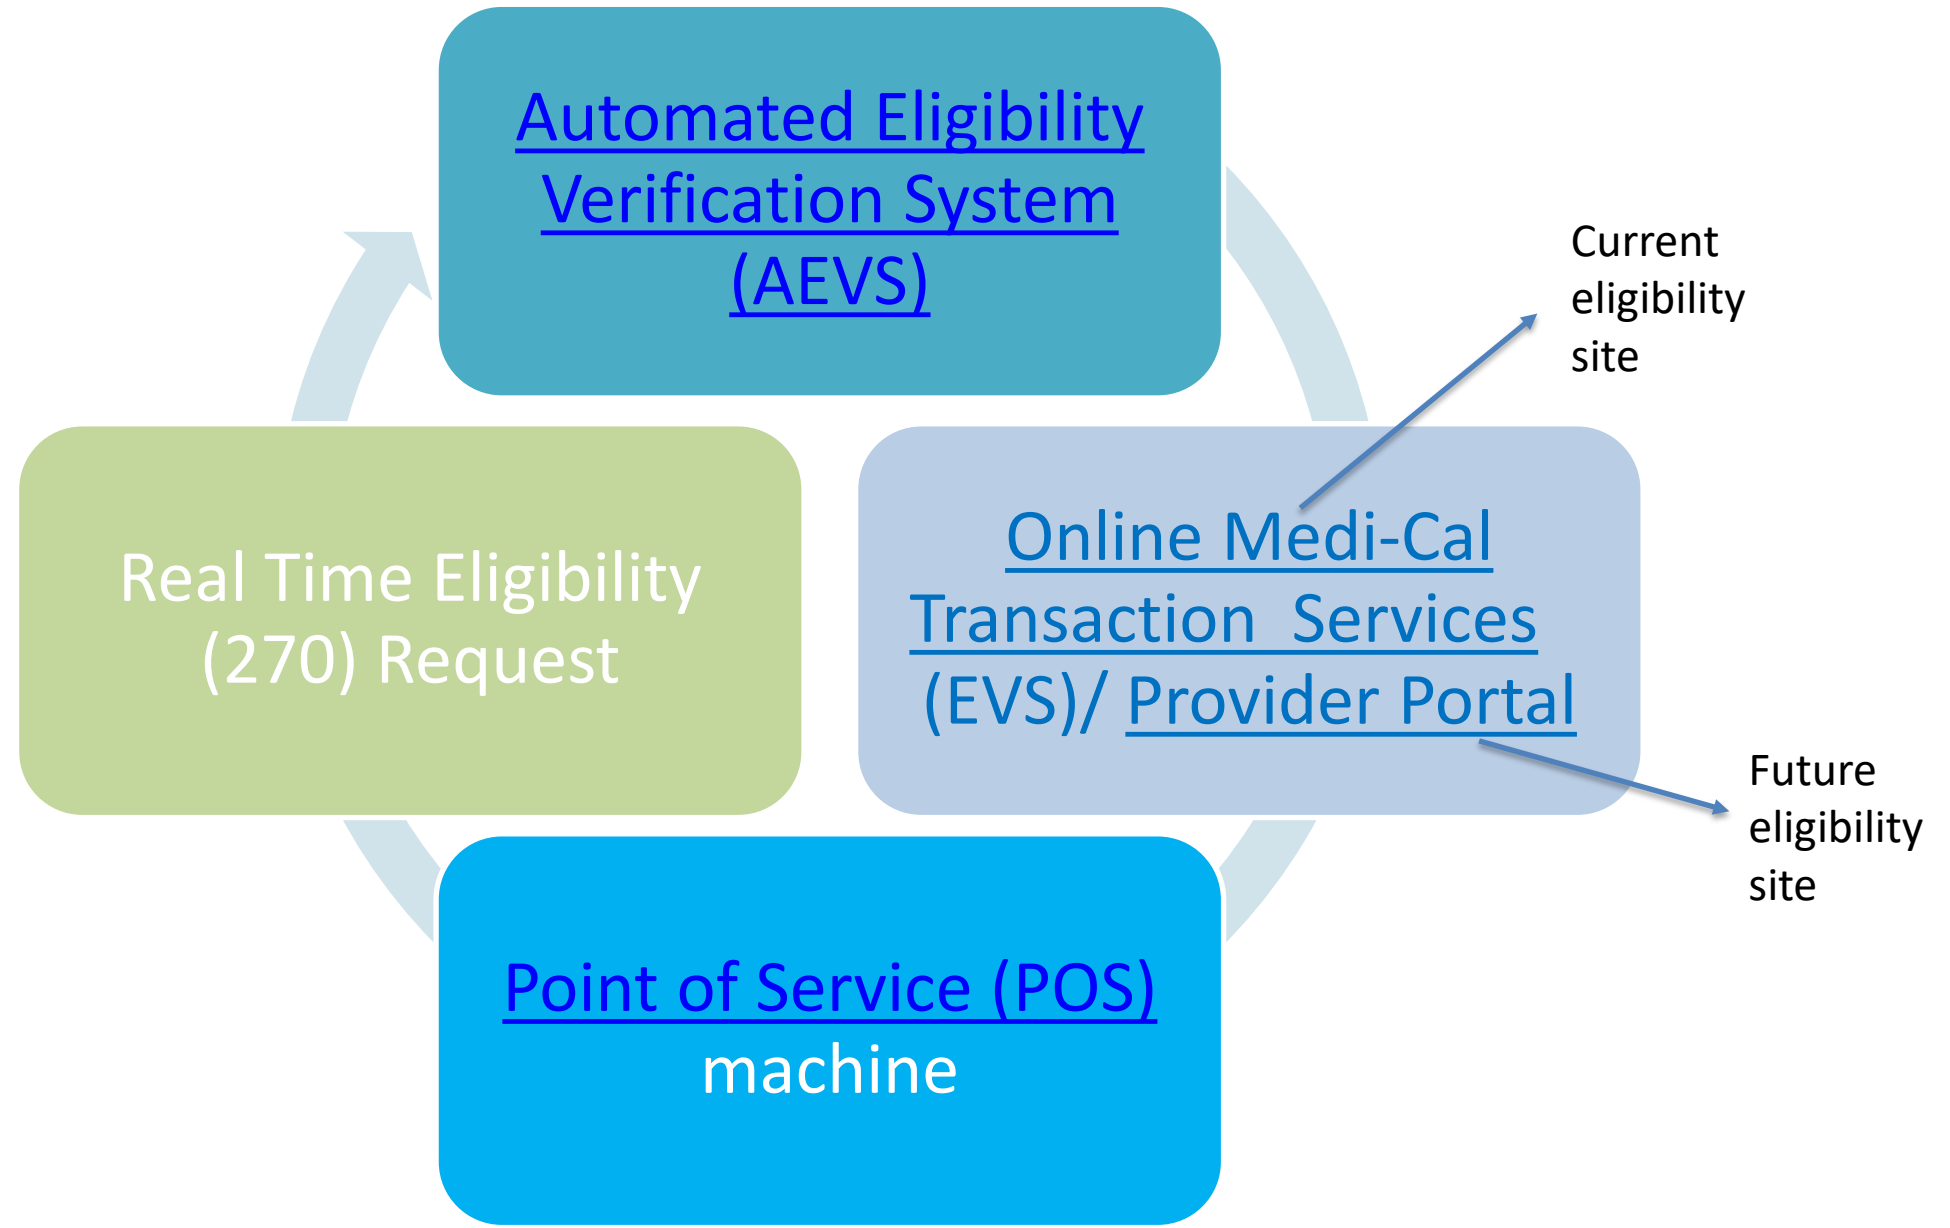 Automated Eligibility
Verification System
(AEVS)
Current
eligibility
site
Real Time Eligibility
(270) Request
Online Medi-Cal
Transaction  Services
(EVS)/ Provider Portal
Future
eligibility
site
Point of Service (POS)
machine